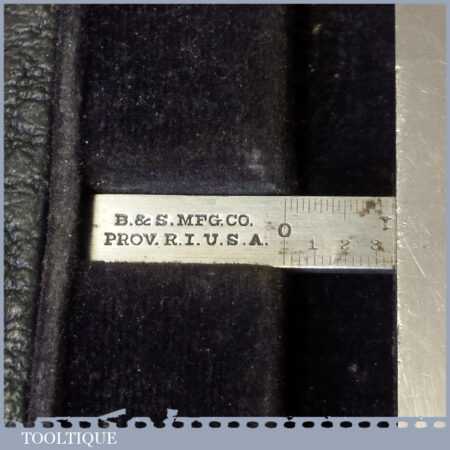 B. & S. MFG. CO.
PROV. R. I. U. S. A.
0
1 2 3
TOOLTIQUE